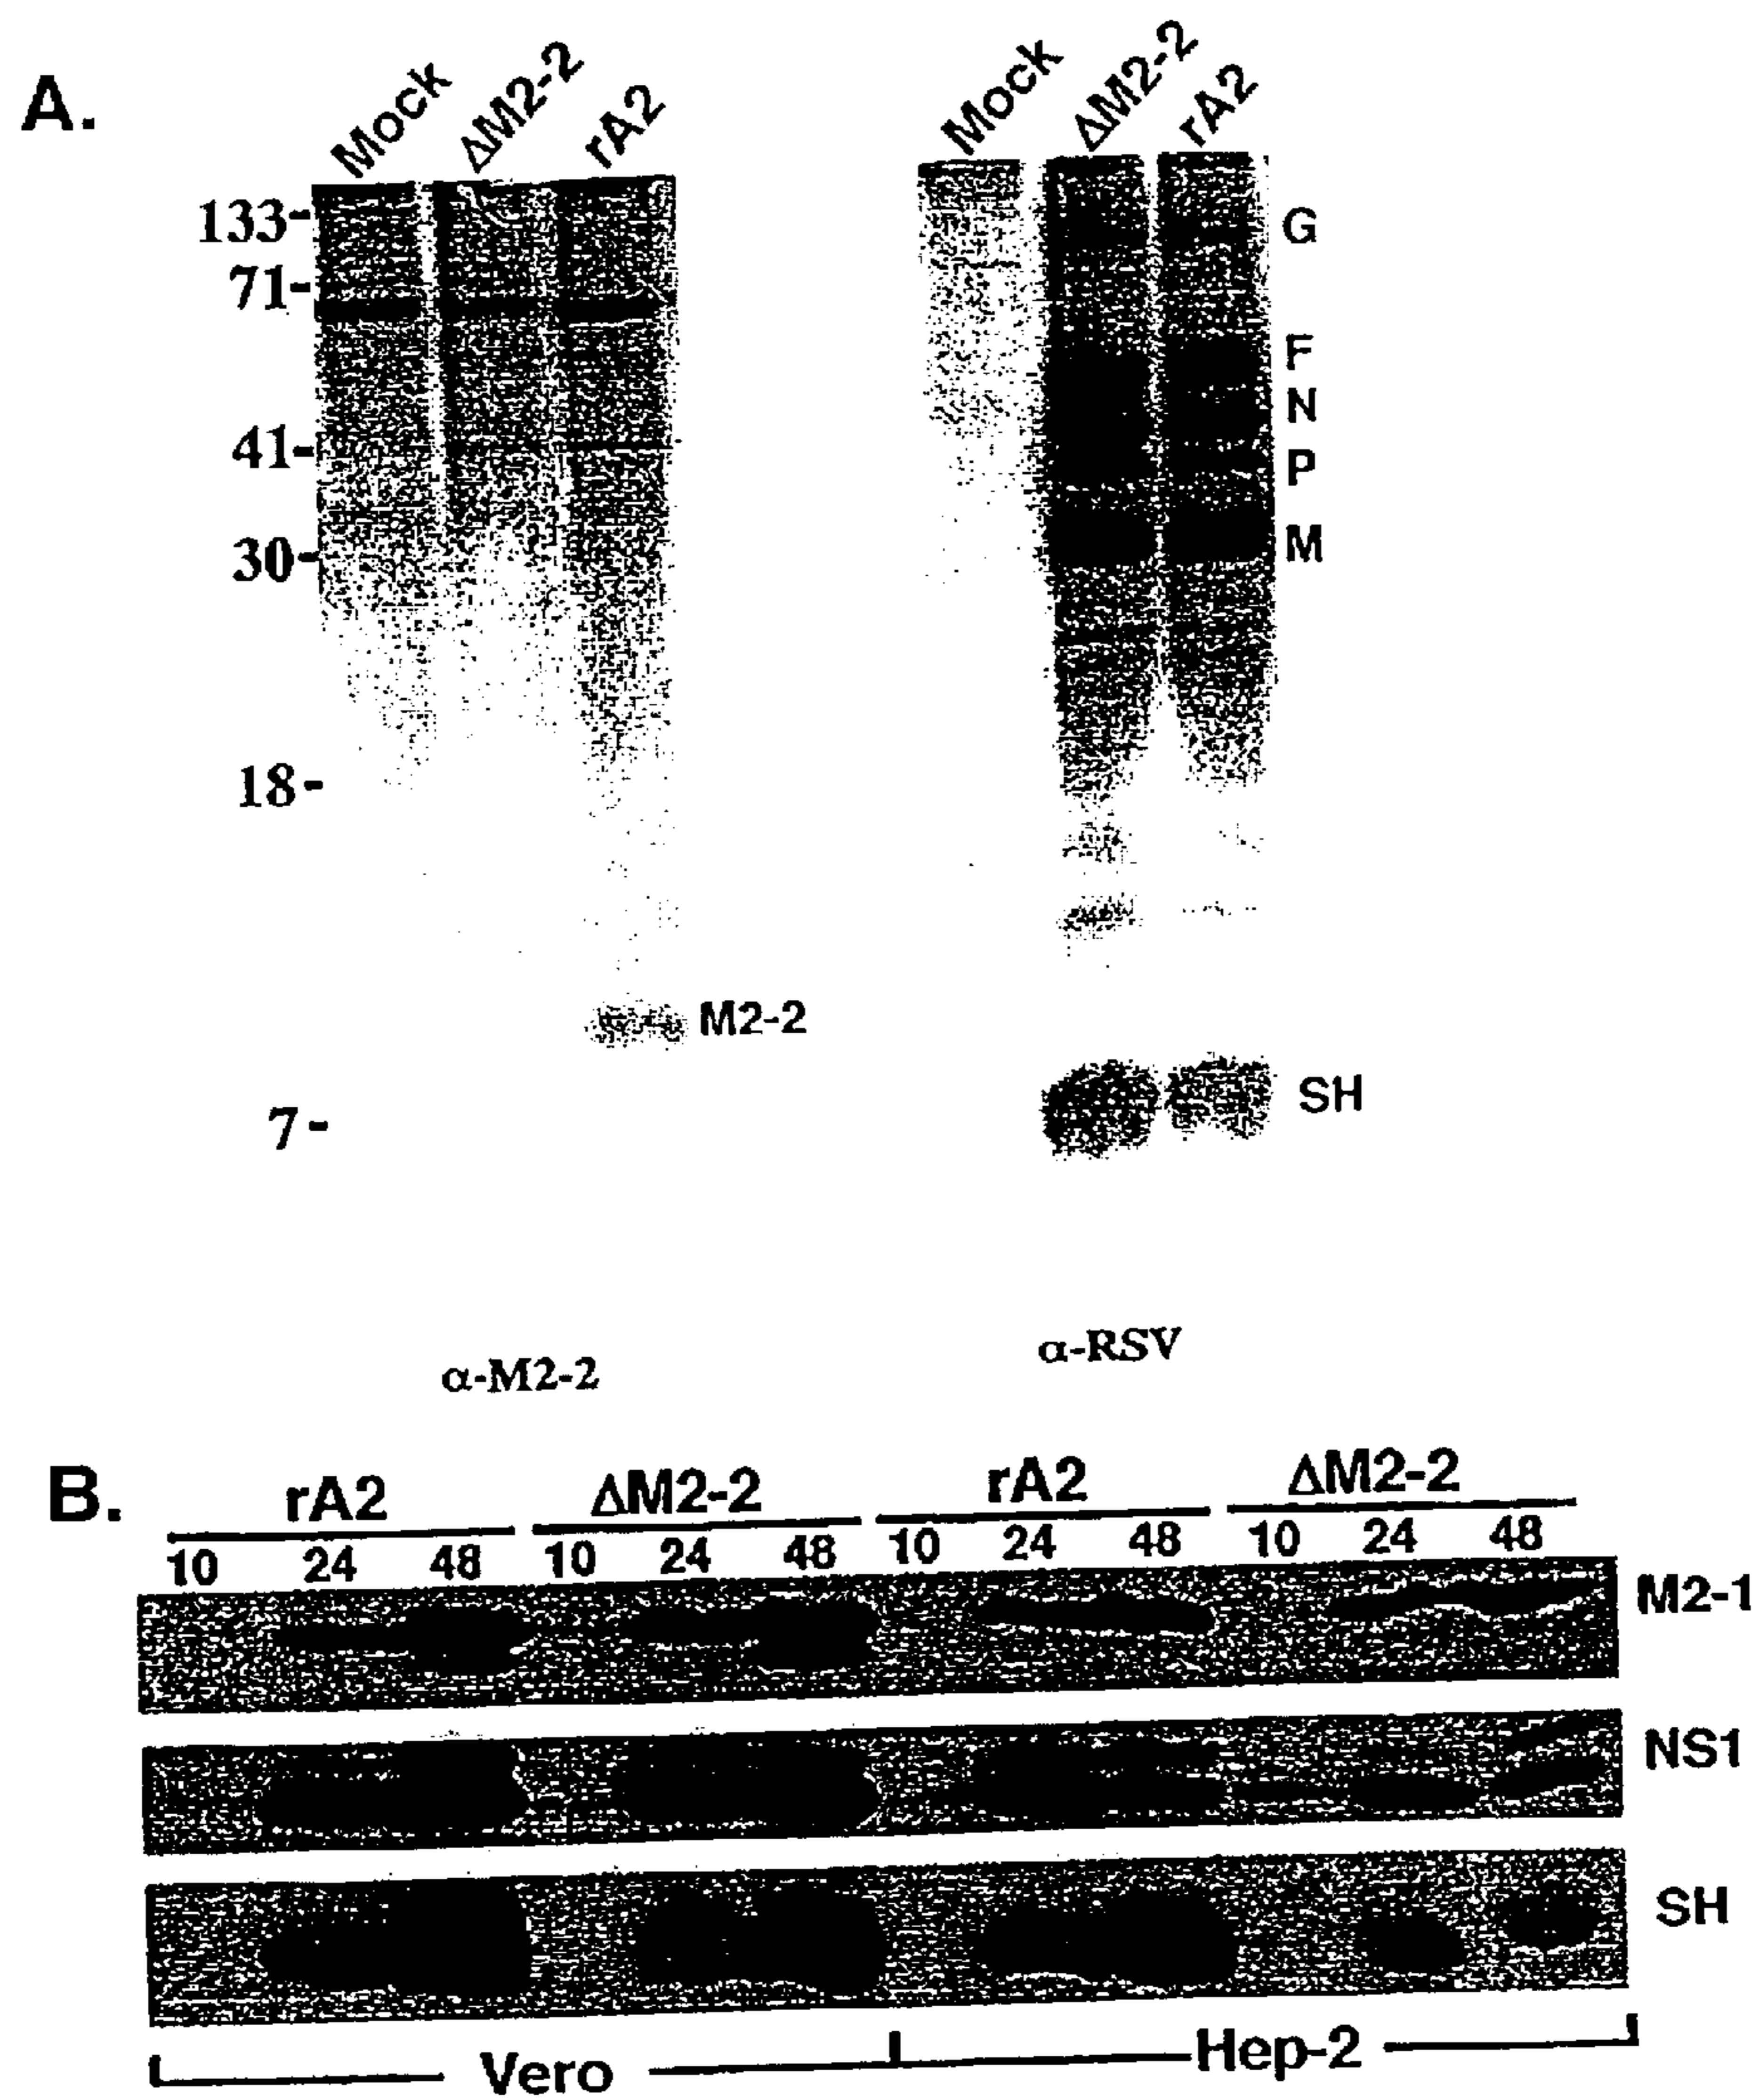 A.
Mock ΔM2-2 rA2
Mock ΔM2-2 rA2
133-
71-
41-
30-
18-
7-
G
F
N
P
M
M2-2
SH
α-M2-2
α-RSV
B.
rA2 ΔM2-2 rA2 ΔM2-2
10 24 48 10 24 48 10 24 48 10 24 48
M2-1
NS1
SH
Vero Hep-2